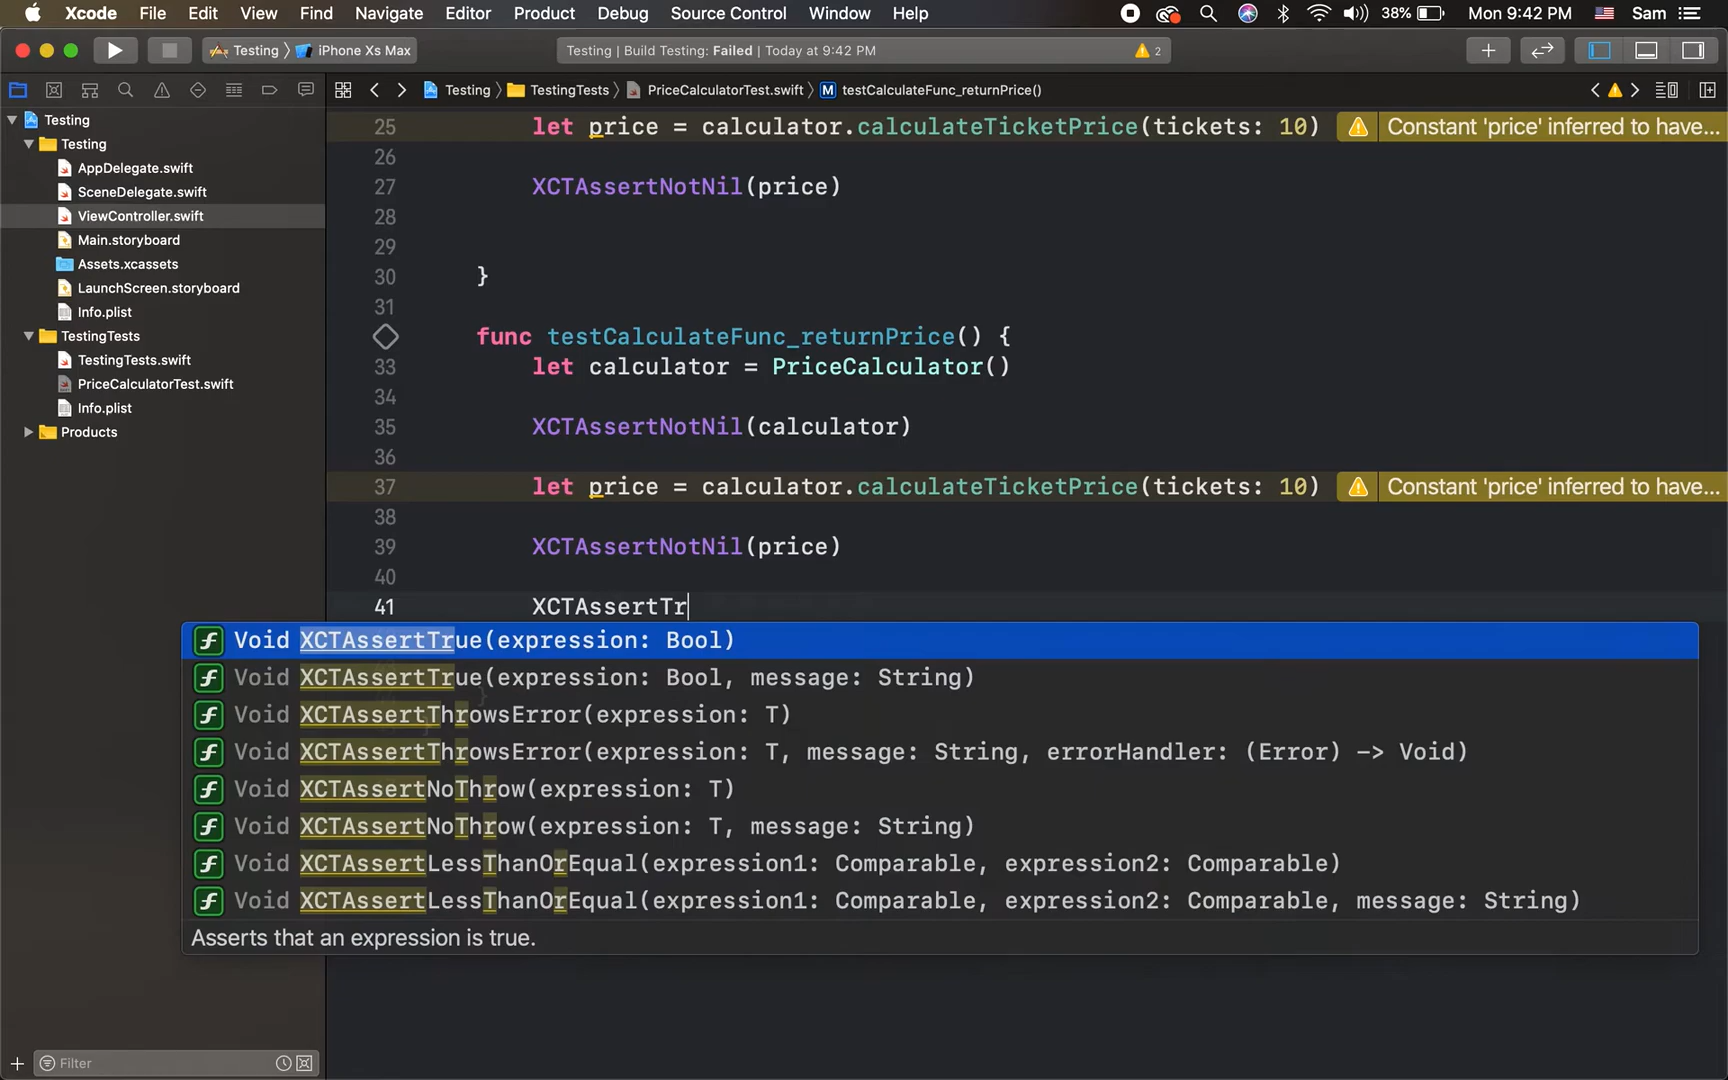 Xcode File Edit View Find Navigate Editor Product Debug Source Control Window Help 38% Mon 9:42 PM Sam
Testing iPhone Xs Max Testing | Build Testing: Failed | Today at 9:42 PM 2
Testing TestingTests PriceCalculatorTest.swift M testCalculateFunc_returnPrice()
Testing
Testing
AppDelegate.swift
SceneDelegate.swift
ViewController.swift
Main.storyboard
Assets.xcassets
LaunchScreen.storyboard
Info.plist
TestingTests
TestingTests.swift
PriceCalculatorTest.swift
Info.plist
Products
Filter
25 let price = calculator.calculateTicketPrice(tickets: 10) Constant 'price' inferred to have...
26
27 XCTAssertNotNil(price)
28
29
30 }
31
func testCalculateFunc_returnPrice() {
33 let calculator = PriceCalculator()
34
35 XCTAssertNotNil(calculator)
36
37 let price = calculator.calculateTicketPrice(tickets: 10) Constant 'price' inferred to have...
38
39 XCTAssertNotNil(price)
40
41 XCTAssertTr
f Void XCTAssertTrue(expression: Bool)
f Void XCTAssertTrue(expression: Bool, message: String)
f Void XCTAssertThrowsError(expression: T)
f Void XCTAssertThrowsError(expression: T, message: String, errorHandler: (Error) -> Void)
f Void XCTAssertNoThrow(expression: T)
f Void XCTAssertNoThrow(expression: T, message: String)
f Void XCTAssertLessThanOrEqual(expression1: Comparable, expression2: Comparable)
f Void XCTAssertLessThanOrEqual(expression1: Comparable, expression2: Comparable, message: String)
Asserts that an expression is true.